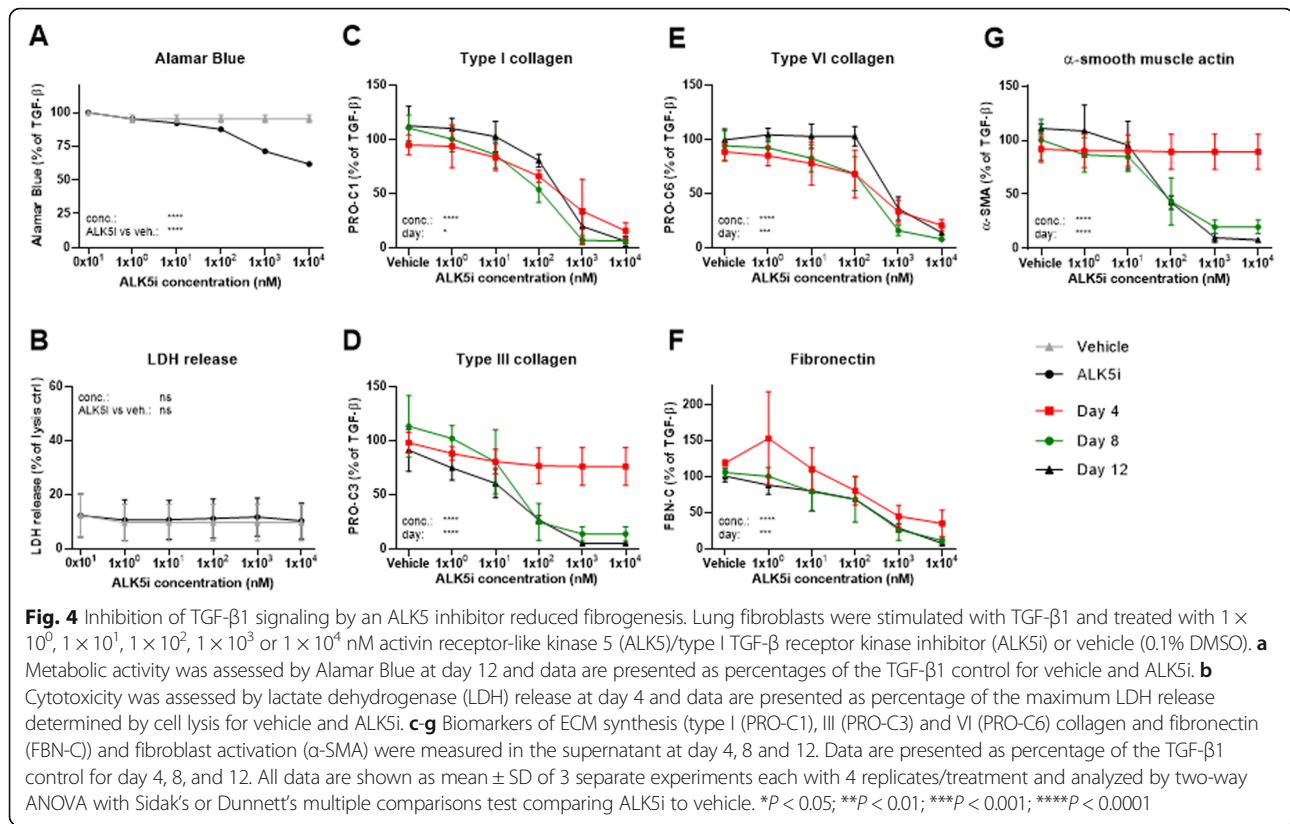 A
Alamar Blue
Alamar Blue (% of TGF-β)
100
75
50
25
0
conc.: ****
ALK5I vs veh.: ****
0x10¹ 1x10⁰ 1x10¹ 1x10² 1x10³ 1x10⁴
ALK5i concentration (nM)
C
Type I collagen
PRO-C1 (% of TGF-β)
150
100
50
0
conc.: ****
day: *
Vehicle 1x10⁰ 1x10¹ 1x10² 1x10³ 1x10⁴
ALK5i concentration (nM)
E
Type VI collagen
PRO-C6 (% of TGF-β)
150
100
50
0
conc.: ****
day: ***
Vehicle 1x10⁰ 1x10¹ 1x10² 1x10³ 1x10⁴
ALK5i concentration (nM)
G
α-smooth muscle actin
α-SMA (% of TGF-β)
150
100
50
0
conc.: ****
day: ****
Vehicle 1x10⁰ 1x10¹ 1x10² 1x10³ 1x10⁴
ALK5i concentration (nM)
B
LDH release
LDH release (% of lysis ctrl)
60
40
20
0
conc.: ns
ALK5I vs veh.: ns
0x10¹ 1x10⁰ 1x10¹ 1x10² 1x10³ 1x10⁴
ALK5i concentration (nM)
D
Type III collagen
PRO-C3 (% of TGF-β)
150
100
50
0
conc.: ****
day: ****
Vehicle 1x10⁰ 1x10¹ 1x10² 1x10³ 1x10⁴
ALK5i concentration (nM)
F
Fibronectin
FBN-C (% of TGF-β)
200
150
100
50
0
conc.: ****
day: ***
Vehicle 1x10⁰ 1x10¹ 1x10² 1x10³ 1x10⁴
ALK5i concentration (nM)
Vehicle
ALK5i
Day 4
Day 8
Day 12
Fig. 4 Inhibition of TGF-β1 signaling by an ALK5 inhibitor reduced fibrogenesis. Lung fibroblasts were stimulated with TGF-β1 and treated with 1 ×
10⁰, 1 × 10¹, 1 × 10², 1 × 10³ or 1 × 10⁴ nM activin receptor-like kinase 5 (ALK5)/type I TGF-β receptor kinase inhibitor (ALK5i) or vehicle (0.1% DMSO). a
Metabolic activity was assessed by Alamar Blue at day 12 and data are presented as percentages of the TGF-β1 control for vehicle and ALK5i. b
Cytotoxicity was assessed by lactate dehydrogenase (LDH) release at day 4 and data are presented as percentage of the maximum LDH release
determined by cell lysis for vehicle and ALK5i. c-g Biomarkers of ECM synthesis (type I (PRO-C1), III (PRO-C3) and VI (PRO-C6) collagen and fibronectin
(FBN-C)) and fibroblast activation (α-SMA) were measured in the supernatant at day 4, 8 and 12. Data are presented as percentage of the TGF-β1
control for day 4, 8, and 12. All data are shown as mean ± SD of 3 separate experiments each with 4 replicates/treatment and analyzed by two-way
ANOVA with Sidak's or Dunnett's multiple comparisons test comparing ALK5i to vehicle. *P < 0.05; **P < 0.01; ***P < 0.001; ****P < 0.0001